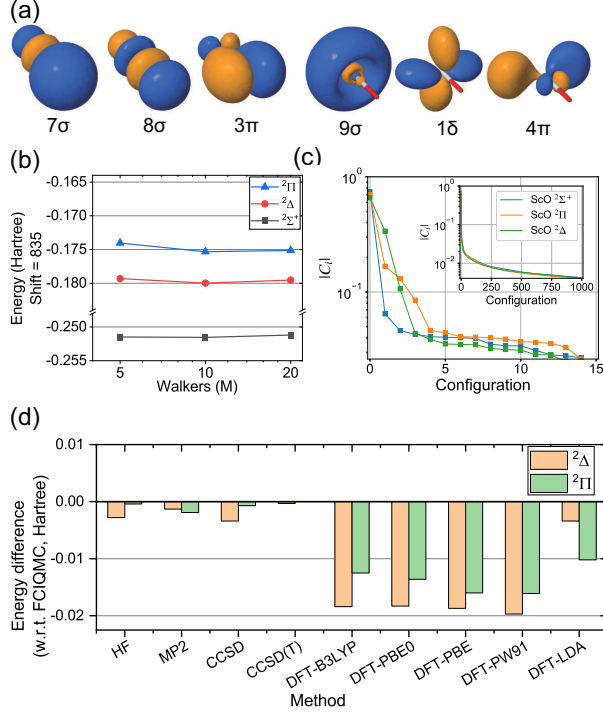 (a)
7σ 8σ 3π 9σ 1δ 4π
(b)
-0.165
-0.170
-0.175
-0.180
-0.250
-0.255
Energy (Hartree)
Shift = 835
²Π
²Δ
²Σ⁺
5 10 20
Walkers (M)
(c)
10⁰
10⁻¹
|Cᵢ|
0 5 10 15
Configuration
10⁰
10⁻¹
10⁻²
|Cᵢ|
ScO ²Σ⁺
ScO ²Π
ScO ²Δ
0 250 500 750 1000
Configuration
(d)
0.01
0.00
-0.01
-0.02
Energy difference
(w.r.t. FCIQMC, Hartree)
²Δ
²Π
HF MP2 CCSD CCSD(T) DFT-B3LYP DFT-PBE0 DFT-PBE DFT-PW91 DFT-LDA
Method